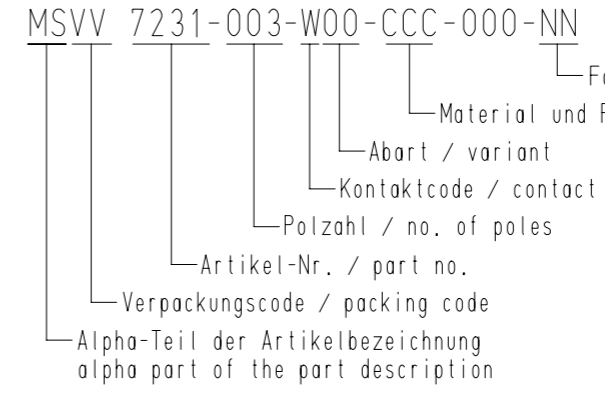 MSVV 7231-003-W00-CCC-000-NN
Material und
Abart / variant
Kontaktcode / contact
Polzahl / no. of poles
Artikel-Nr. / part no.
Verpackungscode / packing code
Alpha-Teil der Artikelbezeichnung
alpha part of the part description